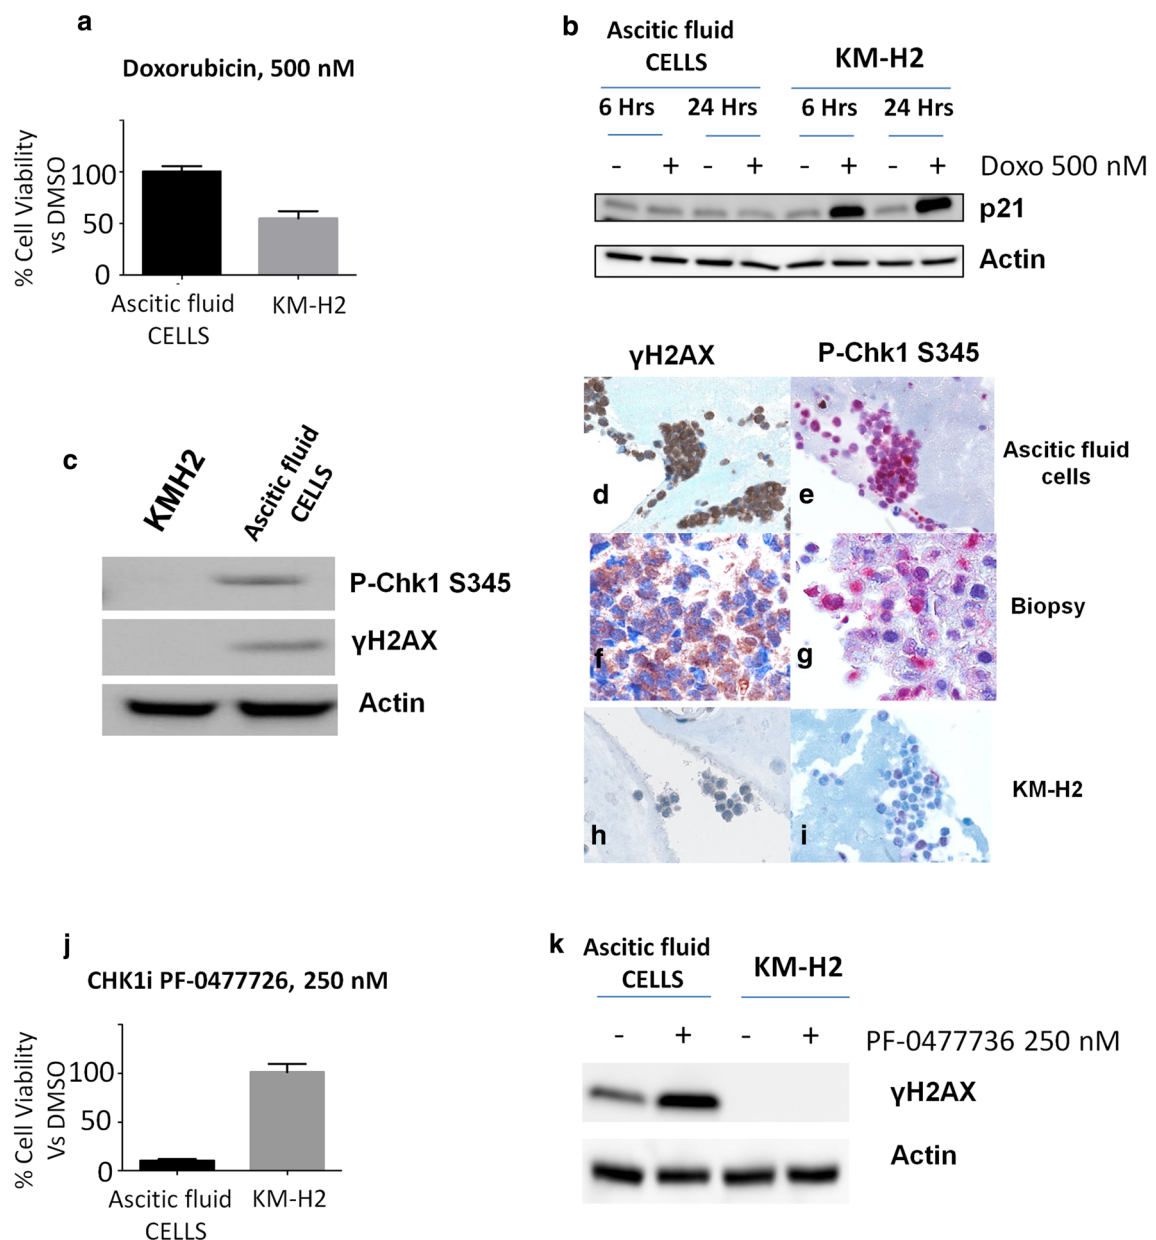 a
Doxorubicin, 500 nM
% Cell Viability
vs DMSO
100
50
0
Ascitic fluid
CELLS
KM-H2
b
Ascitic fluid
CELLS
KM-H2
6 Hrs 24 Hrs 6 Hrs 24 Hrs
- + - + - + - + Doxo 500 nM
p21
Actin
c
KMH2
Ascitic fluid
CELLS
P-Chk1 S345
γH2AX
Actin
γH2AX P-Chk1 S345
d e
Ascitic fluid
cells
f g
Biopsy
h i
KM-H2
j
CHK1i PF-0477726, 250 nM
% Cell Viability
Vs DMSO
100
50
0
Ascitic fluid
CELLS
KM-H2
k
Ascitic fluid
CELLS
KM-H2
- + - + PF-0477736 250 nM
γH2AX
Actin